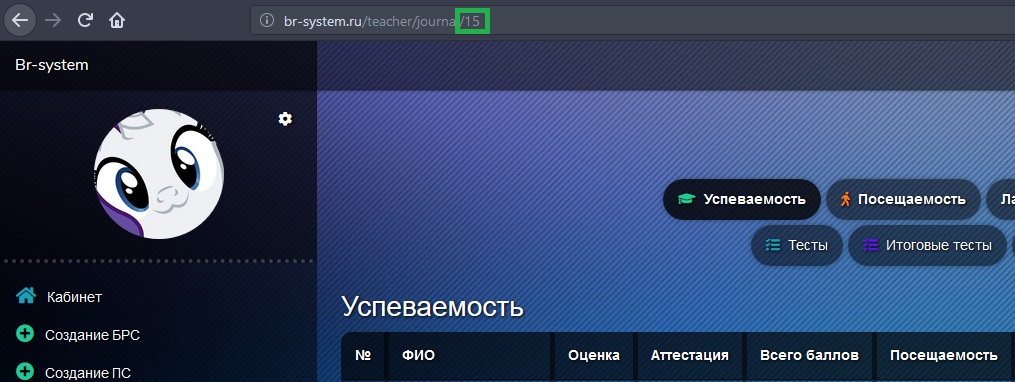 br-system.ru/teacher/journal/15
Br-system
Успеваемость
Посещаемость
Ла
Тесты
Итоговые тесты
Кабинет
Создание БРС
Создание ПС
Успеваемость
№ ФИО Оценка Аттестация Всего баллов Посещаемость